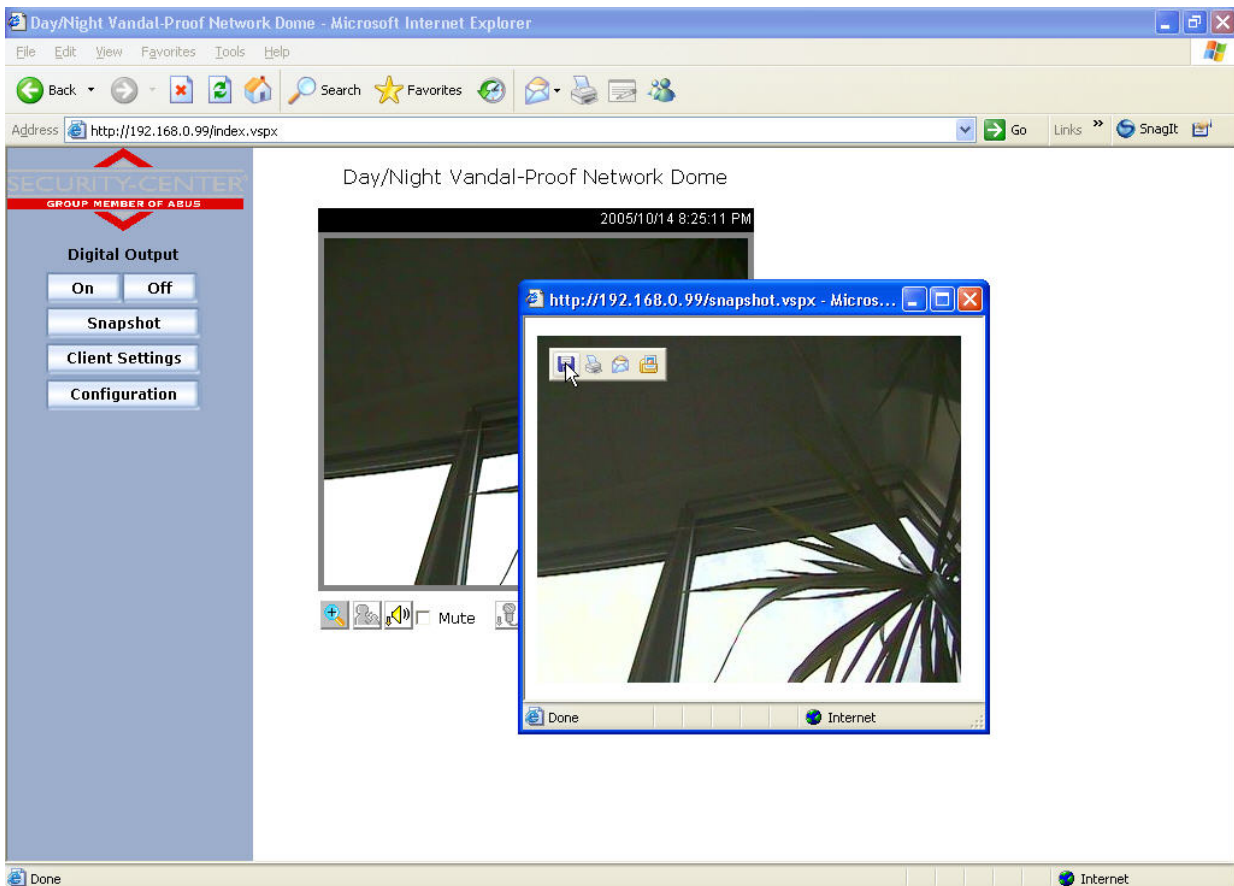 Day/Night Vandal-Proof Network Dome - Microsoft Internet Explorer
File Edit View Favorites Tools Help
Back Search Favorites
Address http://192.168.0.99/index.vspx Go Links » SnagIt
SECURITY-CENTER®
GROUP MEMBER OF ABUS
Digital Output
On Off
Snapshot
Client Settings
Configuration
Day/Night Vandal-Proof Network Dome
2005/10/14 8:25:11 PM
Mute
http://192.168.0.99/snapshot.vspx - Micros...
Done Internet
Done Internet